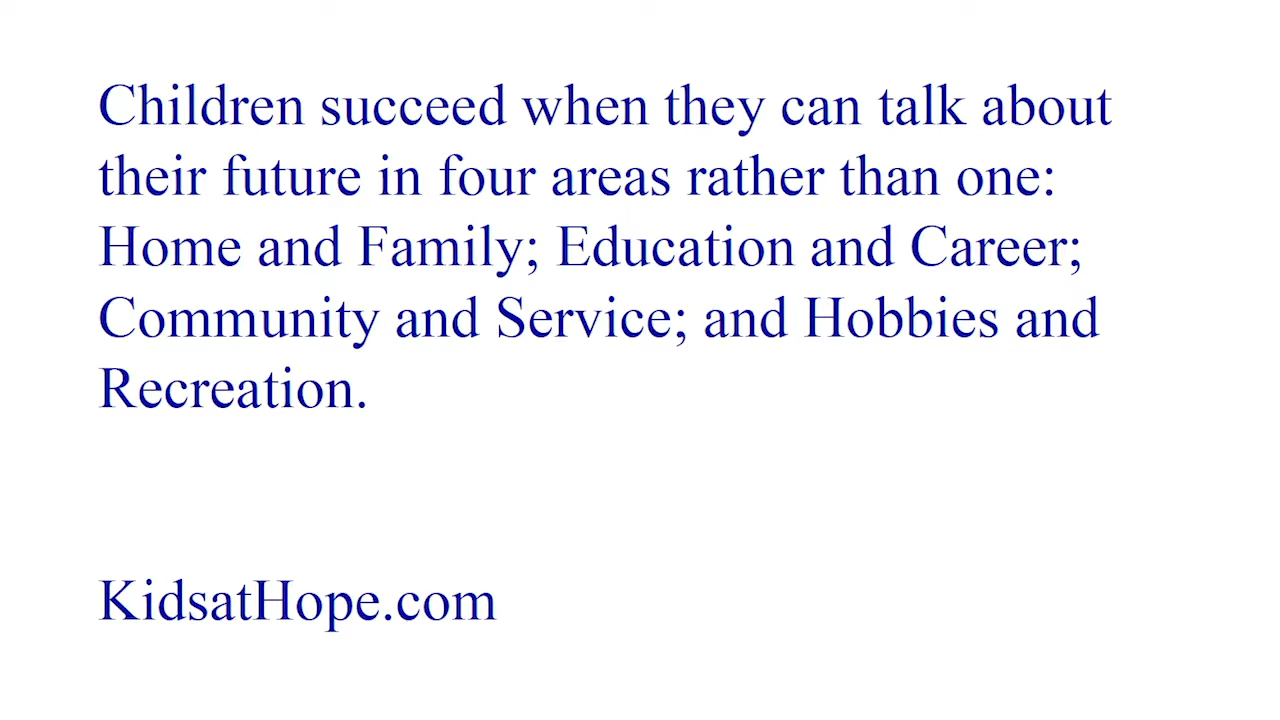 Children succeed when they can talk about
their future in four areas rather than one:
Home and Family; Education and Career;
Community and Service; and Hobbies and
Recreation.
KidsatHope.com